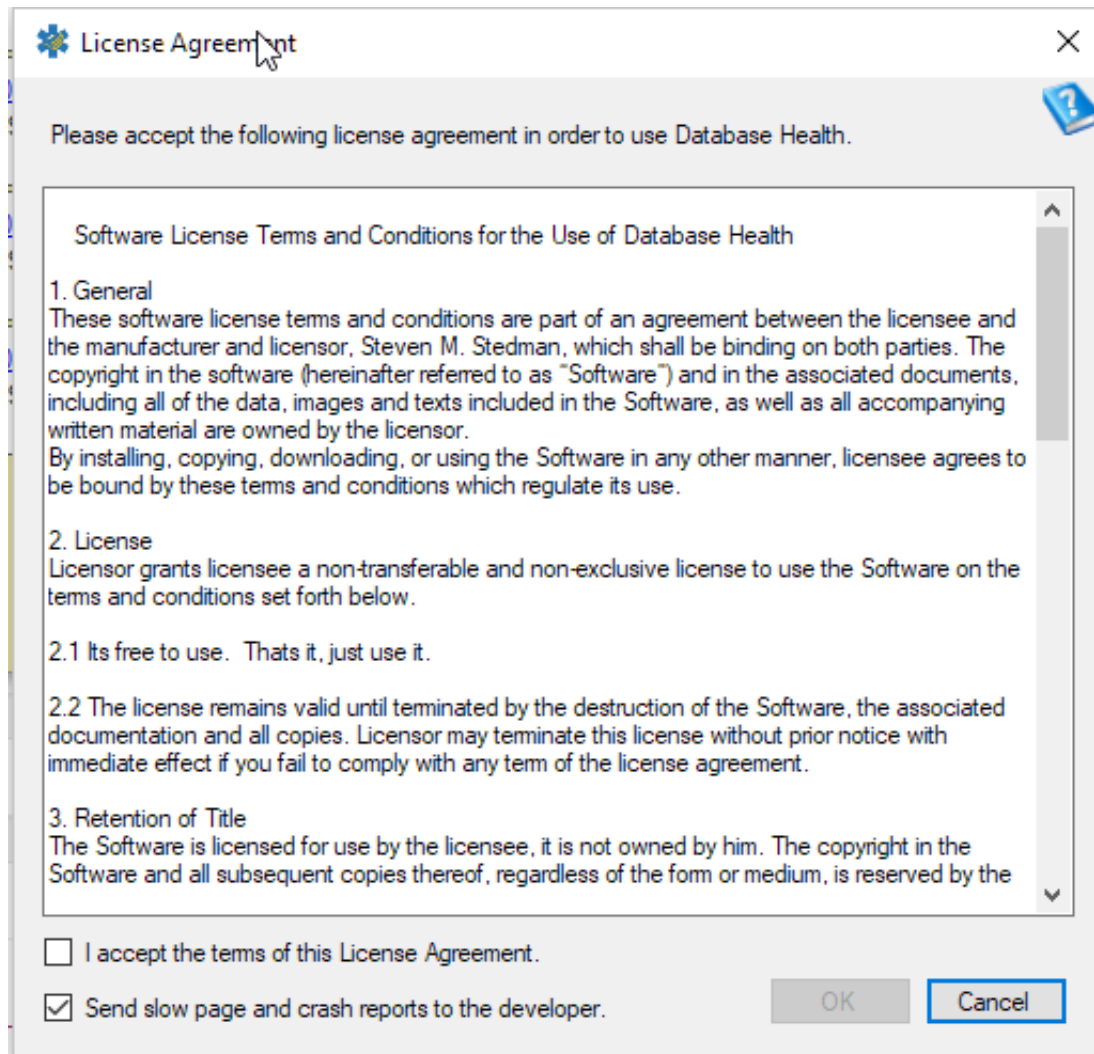 License Agreement
Please accept the following license agreement in order to use Database Health.
Software License Terms and Conditions for the Use of Database Health
1. General
These software license terms and conditions are part of an agreement between the licensee and
the manufacturer and licensor, Steven M. Stedman, which shall be binding on both parties. The
copyright in the software (hereinafter referred to as "Software") and in the associated documents,
including all of the data, images and texts included in the Software, as well as all accompanying
written material are owned by the licensor.
By installing, copying, downloading, or using the Software in any other manner, licensee agrees to
be bound by these terms and conditions which regulate its use.
2. License
Licensor grants licensee a non-transferable and non-exclusive license to use the Software on the
terms and conditions set forth below.
2.1 Its free to use.  Thats it, just use it.
2.2 The license remains valid until terminated by the destruction of the Software, the associated
documentation and all copies. Licensor may terminate this license without prior notice with
immediate effect if you fail to comply with any term of the license agreement.
3. Retention of Title
The Software is licensed for use by the licensee, it is not owned by him. The copyright in the
Software and all subsequent copies thereof, regardless of the form or medium, is reserved by the
I accept the terms of this License Agreement.
Send slow page and crash reports to the developer.
OK
Cancel